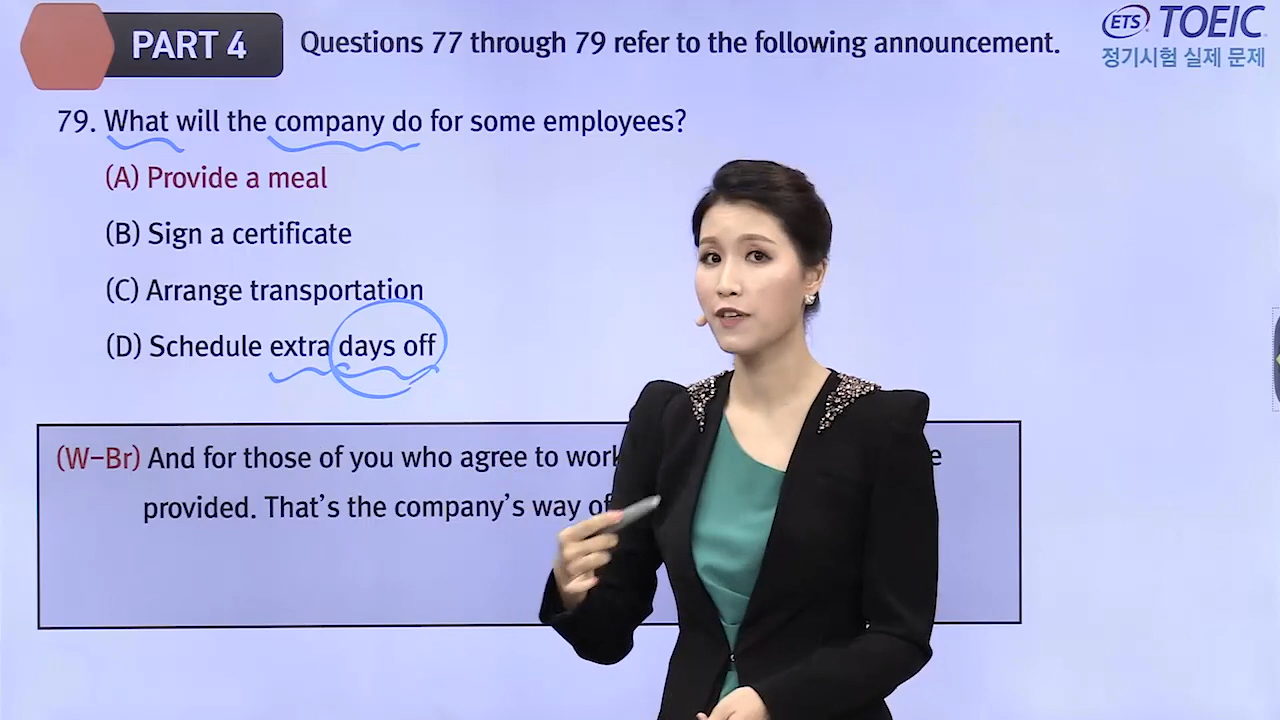 PART 4
Questions 77 through 79 refer to the following announcement.
ETS TOEIC
정기시험 실제 문제
79. What will the company do for some employees?
(A) Provide a meal
(B) Sign a certificate
(C) Arrange transportation
(D) Schedule extra days off
(W-Br) And for those of you who agree to work
provided. That's the company's way of